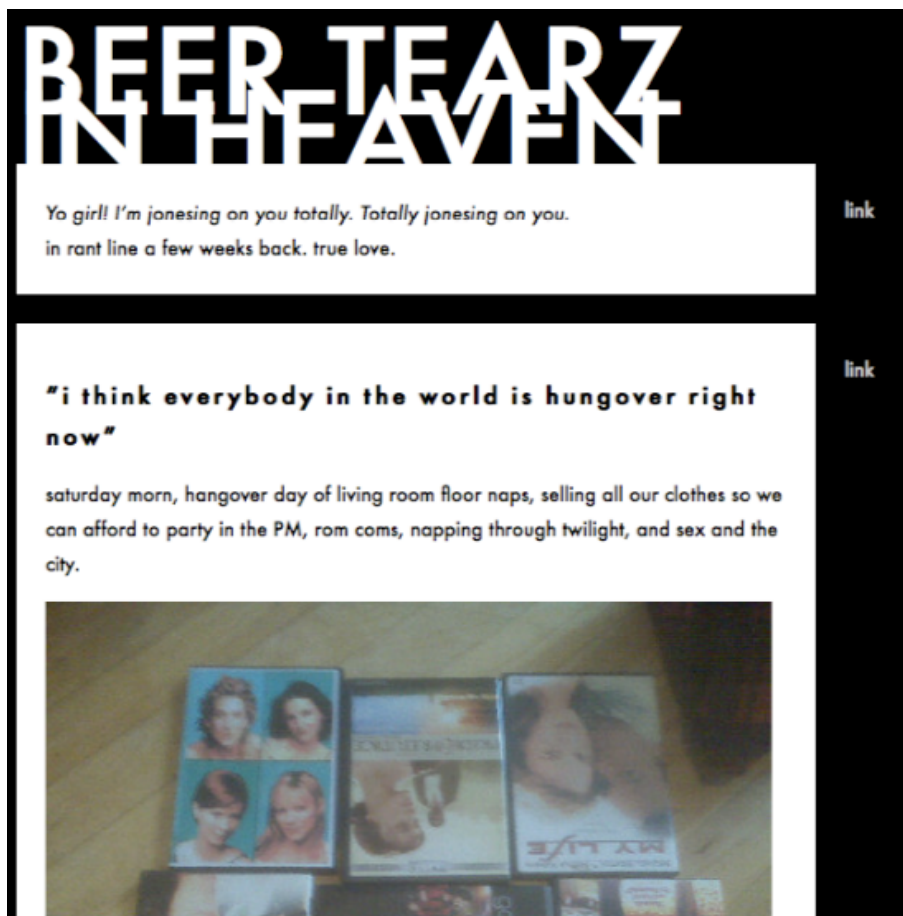 BEER TEARZ
IN HEAVEN
Yo girl! I'm jonesing on you totally. Totally jonesing on you.
link
in rant line a few weeks back. true love.
link
"i think everybody in the world is hungover right
now"
saturday morn, hangover day of living room floor naps, selling all our clothes so we
can afford to party in the PM, rom coms, napping through twilight, and sex and the
city.
MY LIFE